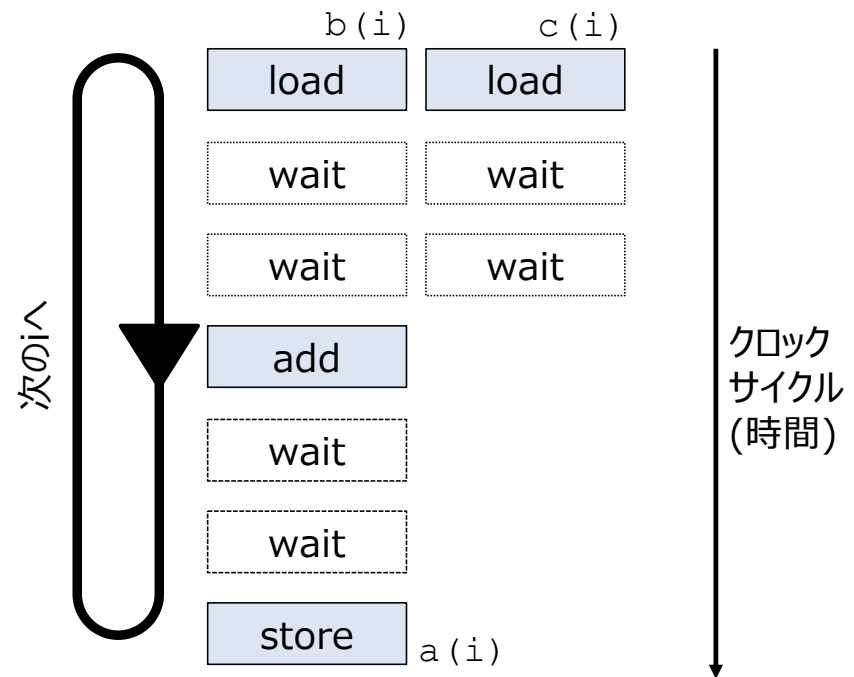 b(i) c(i)
load load
wait wait
wait wait
add
wait
wait
store
a(i)
次のiへ
クロック
サイクル
(時間)